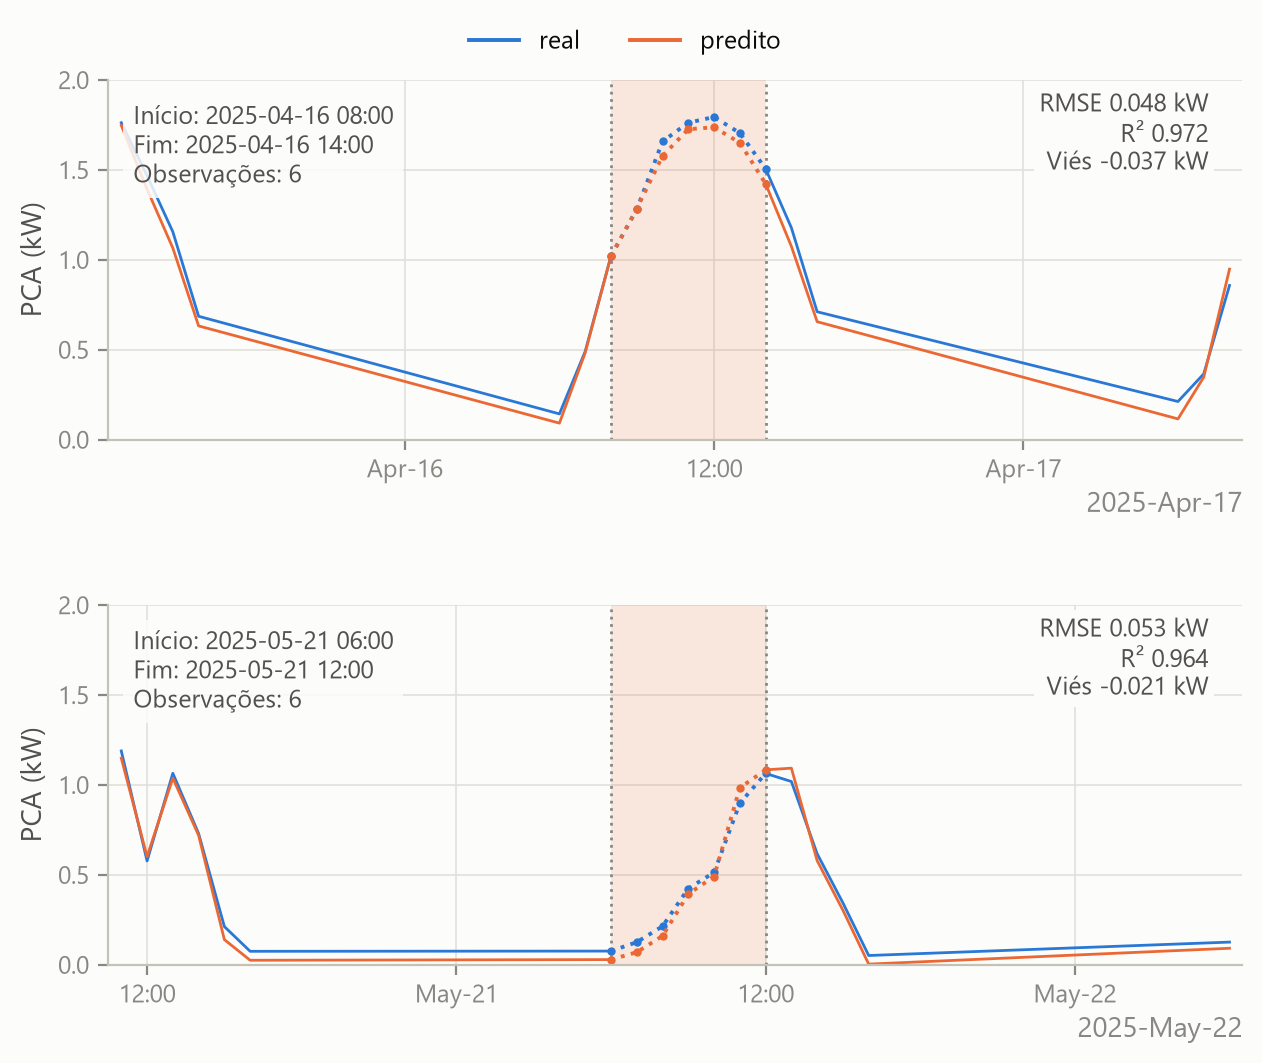 real predito
2.0
1.5
1.0
0.5
0.0
PCA (kW)
Início: 2025-04-16 08:00
Fim: 2025-04-16 14:00
Observações: 6
RMSE 0.048 kW
R² 0.972
Viés -0.037 kW
Apr-16 12:00 Apr-17
2025-Apr-17
2.0
1.5
1.0
0.5
0.0
PCA (kW)
Início: 2025-05-21 06:00
Fim: 2025-05-21 12:00
Observações: 6
RMSE 0.053 kW
R² 0.964
Viés -0.021 kW
12:00 May-21 12:00 May-22
2025-May-22